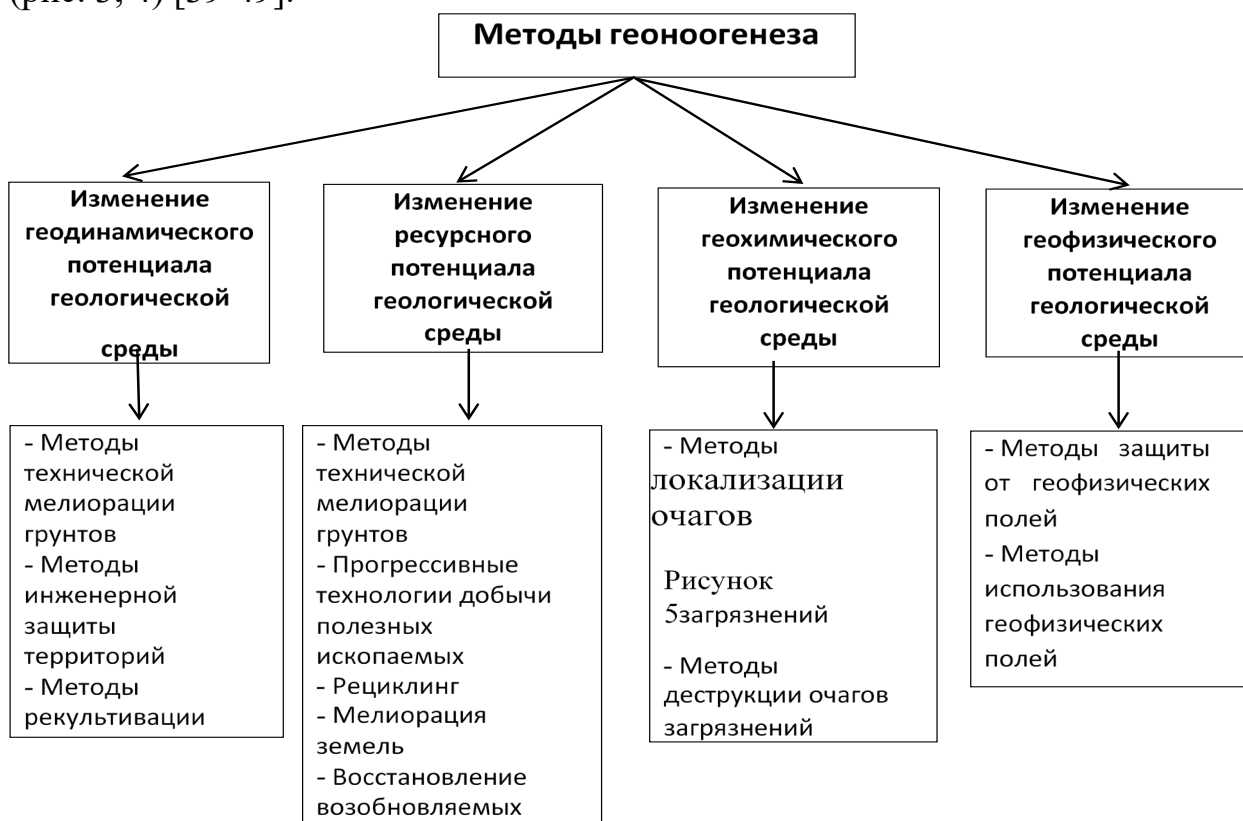 (рис. 3, 4) [39–49].
Методы геоноогенеза
Изменение
геодинамического
потенциала
геологической
среды
Изменение
ресурсного
потенциала
геологической
среды
Изменение
геохимического
потенциала
геологической
среды
Изменение
геофизического
потенциала
геологической
среды
- Методы
технической
мелиорации
грунтов
- Методы
инженерной
защиты
территорий
- Методы
рекультивации
- Методы
технической
мелиорации
грунтов
- Прогрессивные
технологии добычи
полезных
ископаемых
- Рециклинг
- Мелиорация
земель
- Восстановление
возобновляемых
- Методы
локализации
очагов
Рисунок
5загрязнений
- Методы
деструкции очагов
загрязнений
- Методы защиты
от геофизических
полей
- Методы
использования
геофизических
полей